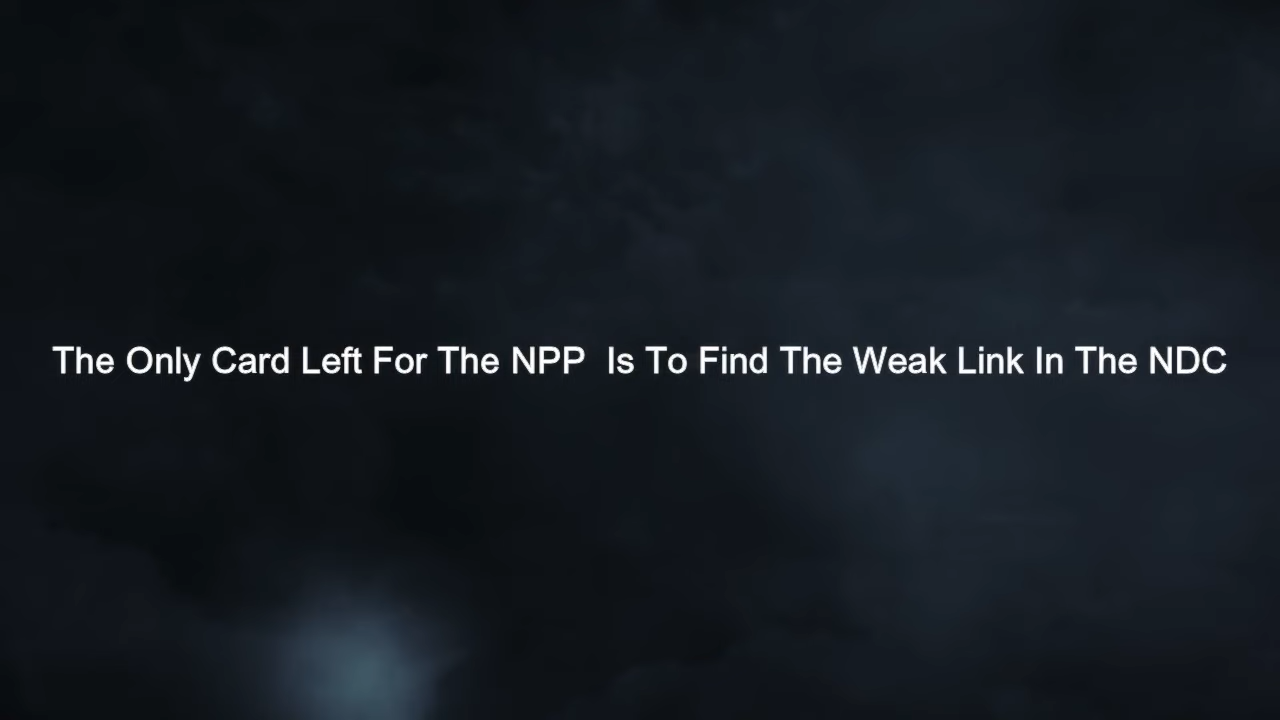 The Only Card Left For The NPP  Is To Find The Weak Link In The NDC